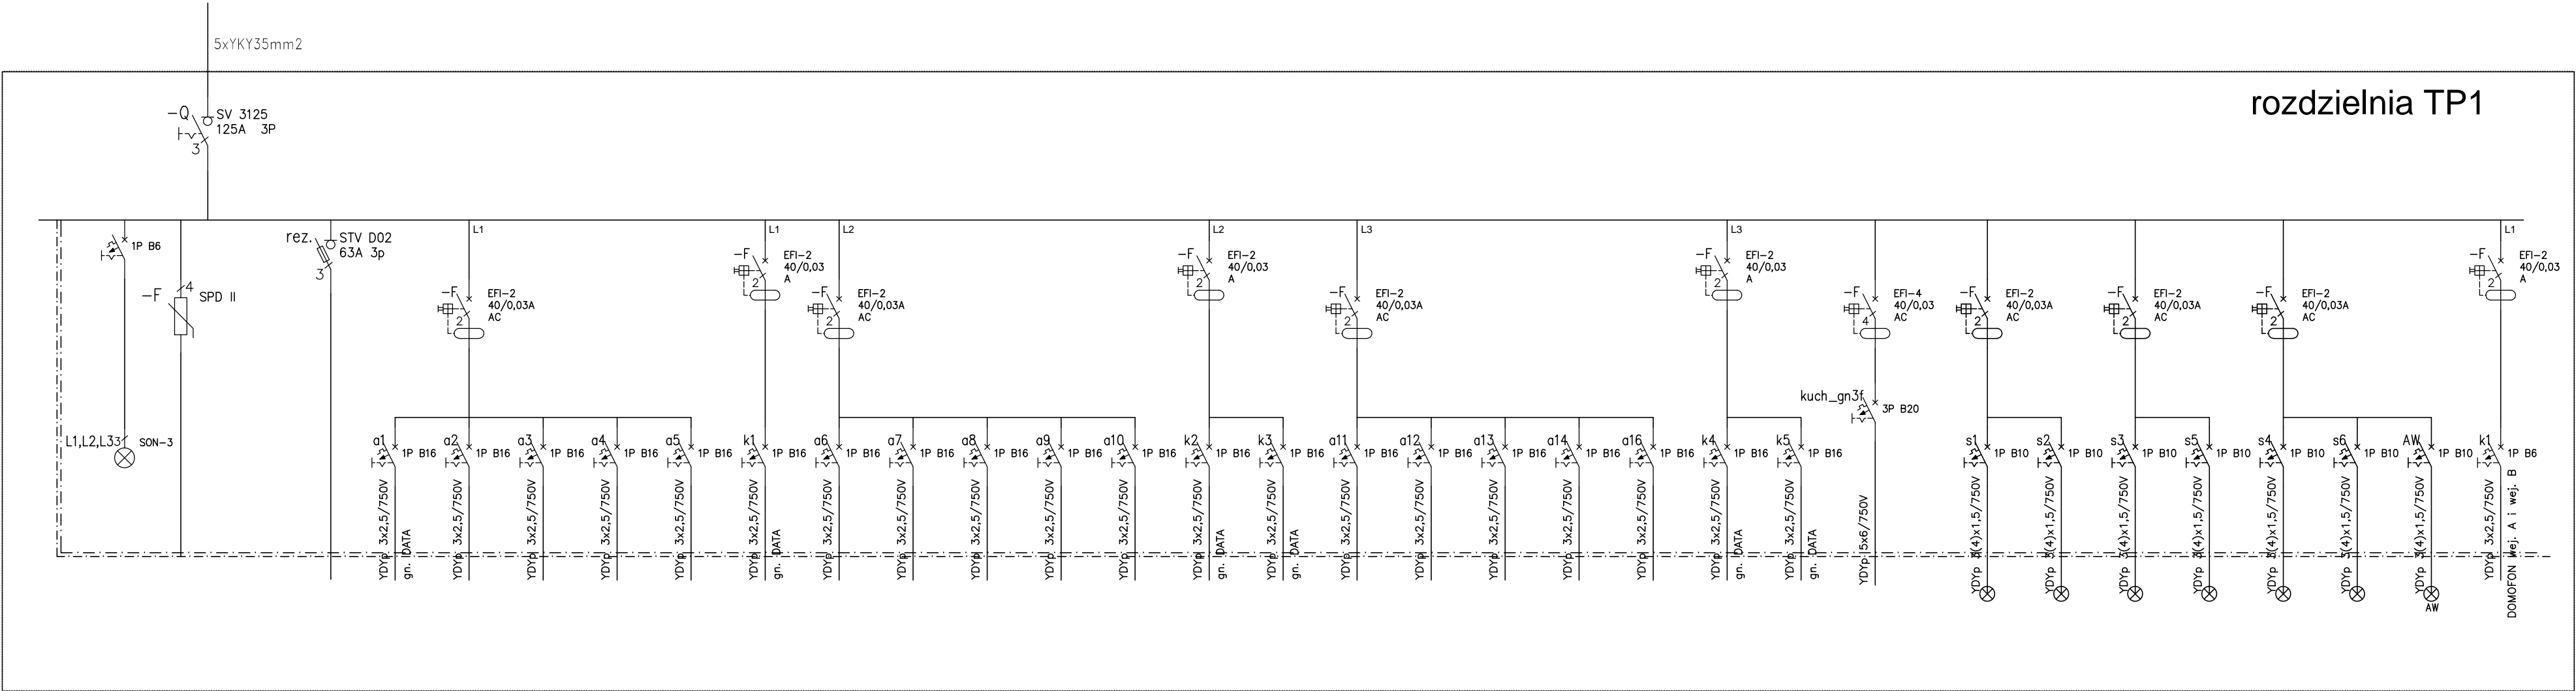 5xYKY35mm2
rozdzielnia TP1
-Q
SV 3125
125A 3P
3
1P B6
-F
4
SPD II
L1,L2,L3
3
SON-3
rez.
STV D02
63A 3p
3
L1
-F
EFI-2
40/0,03A
AC
2
a1
1P B16
YDYp 3x2,5/750V
gn. DATA
a2
1P B16
YDYp 3x2,5/750V
a3
1P B16
YDYp 3x2,5/750V
a4
1P B16
YDYp 3x2,5/750V
a5
1P B16
YDYp 3x2,5/750V
L1
-F
EFI-2
40/0,03
A
2
k1
1P B16
YDYp 3x2,5/750V
gn. DATA
L2
-F
EFI-2
40/0,03A
AC
2
a6
1P B16
YDYp 3x2,5/750V
a7
1P B16
YDYp 3x2,5/750V
a8
1P B16
YDYp 3x2,5/750V
a9
1P B16
YDYp 3x2,5/750V
a10
1P B16
YDYp 3x2,5/750V
L2
-F
EFI-2
40/0,03
A
2
k2
1P B16
YDYp 3x2,5/750V
gn. DATA
k3
1P B16
YDYp 3x2,5/750V
gn. DATA
L3
-F
EFI-2
40/0,03A
AC
2
a11
1P B16
YDYp 3x2,5/750V
a12
1P B16
YDYp 3x2,5/750V
a13
1P B16
YDYp 3x2,5/750V
a14
1P B16
YDYp 3x2,5/750V
a16
1P B16
YDYp 3x2,5/750V
L3
-F
EFI-2
40/0,03
A
2
k4
1P B16
YDYp 3x2,5/750V
gn. DATA
k5
1P B16
YDYp 3x2,5/750V
gn. DATA
-F
EFI-4
40/0,03
AC
4
kuch_gn3f
3P B20
YDYp 5x6/750V
-F
EFI-2
40/0,03A
AC
2
s1
1P B10
YDYp 3(4)x1,5/750V
s2
1P B10
YDYp 3(4)x1,5/750V
-F
EFI-2
40/0,03A
AC
2
s3
1P B10
YDYp 3(4)x1,5/750V
s5
1P B10
YDYp 3(4)x1,5/750V
-F
EFI-2
40/0,03A
AC
2
s4
1P B10
YDYp 3(4)x1,5/750V
s6
1P B10
YDYp 3(4)x1,5/750V
AW
1P B10
YDYp 3(4)x1,5/750V
AW
L1
-F
EFI-2
40/0,03
A
2
k1
1P B6
YDYp 3x2,5/750V
DOMOFON wej. A i wej. B